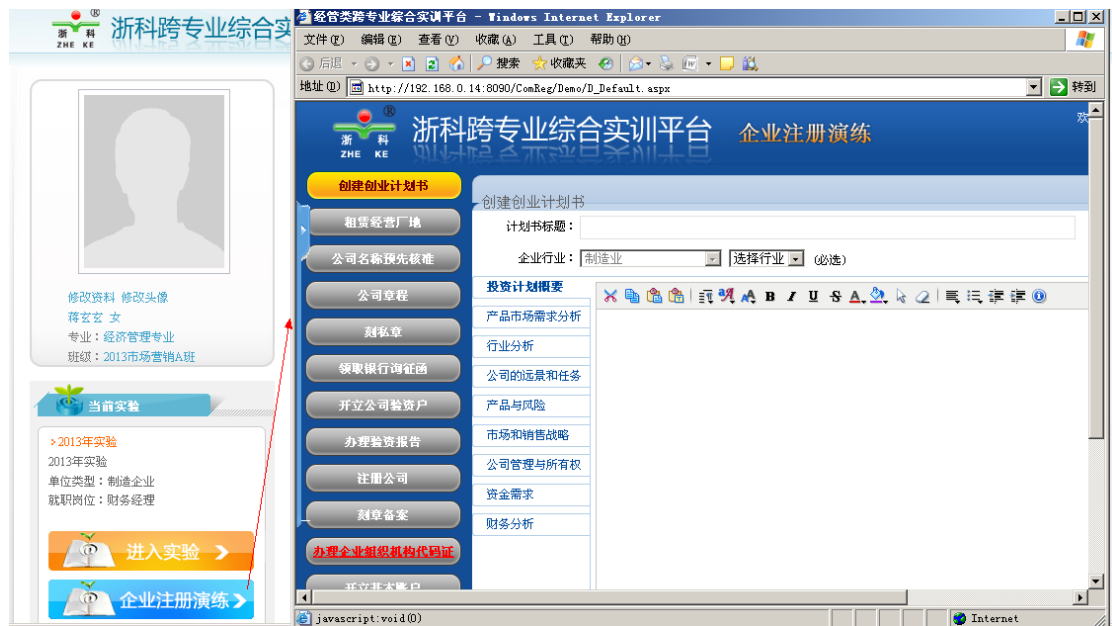 浙科 ZHE KE ® 浙科跨专业综合实
修改资料 修改头像
蒋玄玄 女
专业：经济管理专业
班级：2013市场营销A班
当前实验
>2013年实验
2013年实验
单位类型：制造企业
就职岗位：财务经理
进入实验
企业注册演练
经管类跨专业综合实训平台 - Windows Internet Explorer
文件(F) 编辑(E) 查看(V) 收藏(A) 工具(T) 帮助(H)
后退 搜索 收藏夹
地址(D) http://192.168.0.14:8090/ComReg/Demo/D_Default.aspx 转到
浙科 ZHE KE ® 浙科跨专业综合实训平台 企业注册演练 欢
创建创业计划书
租赁经营厂地
公司名称预先核准
公司章程
刻私章
领取银行询征函
开立公司验资户
办理验资报告
注册公司
刻章备案
办理企业组织机构代码证
开立基本账户
创建创业计划书
计划书标题：
企业行业： 制造业 选择行业 (必选)
投资计划概要
产品市场需求分析
行业分析
公司的远景和任务
产品与风险
市场和销售战略
公司管理与所有权
资金需求
财务分析
B I U S A
javascript:void(0) Internet